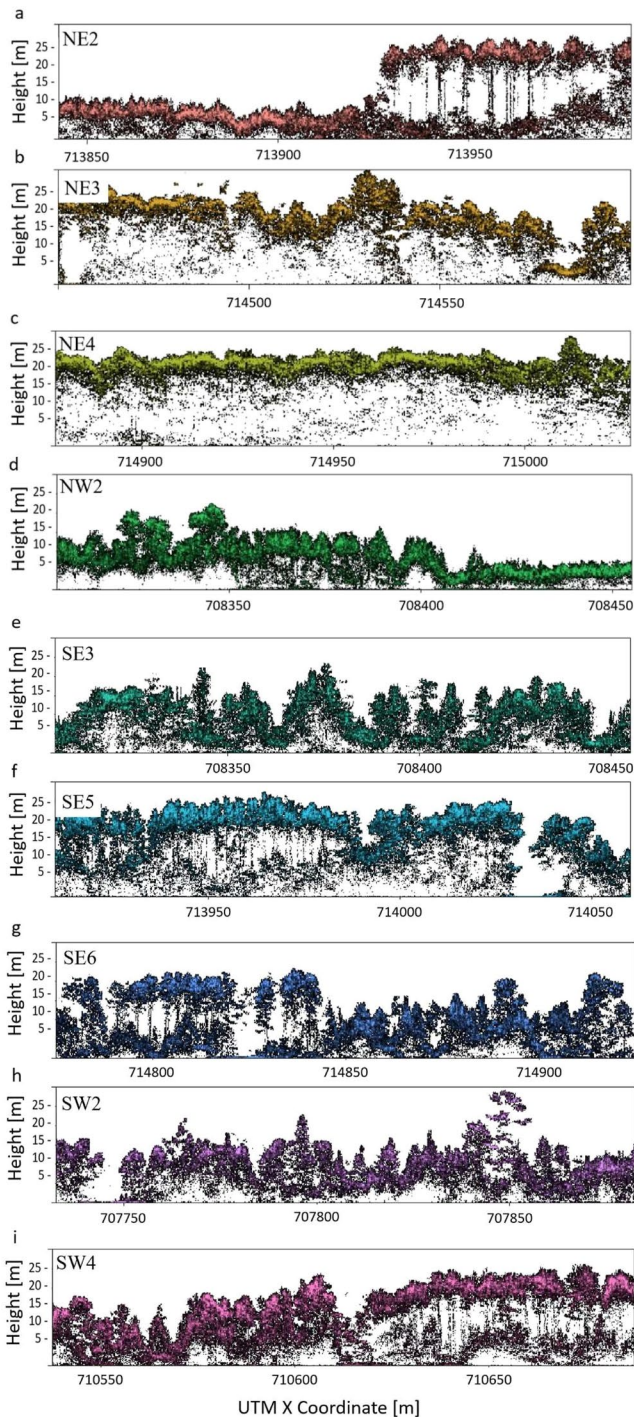 a
NE2
Height [m]
25 -
20 -
15 -
10 -
5 -
713850 713900 713950
b
NE3
Height [m]
25 -
20 -
15 -
10 -
5 -
714500 714550
c
NE4
Height [m]
25 -
20 -
15 -
10 -
5 -
714900 714950 715000
d
NW2
Height [m]
25 -
20 -
15 -
10 -
5 -
708350 708400 708450
e
SE3
Height [m]
25 -
20 -
15 -
10 -
5 -
708350 708400 708450
f
SE5
Height [m]
25 -
20 -
15 -
10 -
5 -
713950 714000 714050
g
SE6
Height [m]
25 -
20 -
15 -
10 -
5 -
714800 714850 714900
h
SW2
Height [m]
25 -
20 -
15 -
10 -
5 -
707750 707800 707850
i
SW4
Height [m]
25 -
20 -
15 -
10 -
5 -
710550 710600 710650
UTM X Coordinate [m]